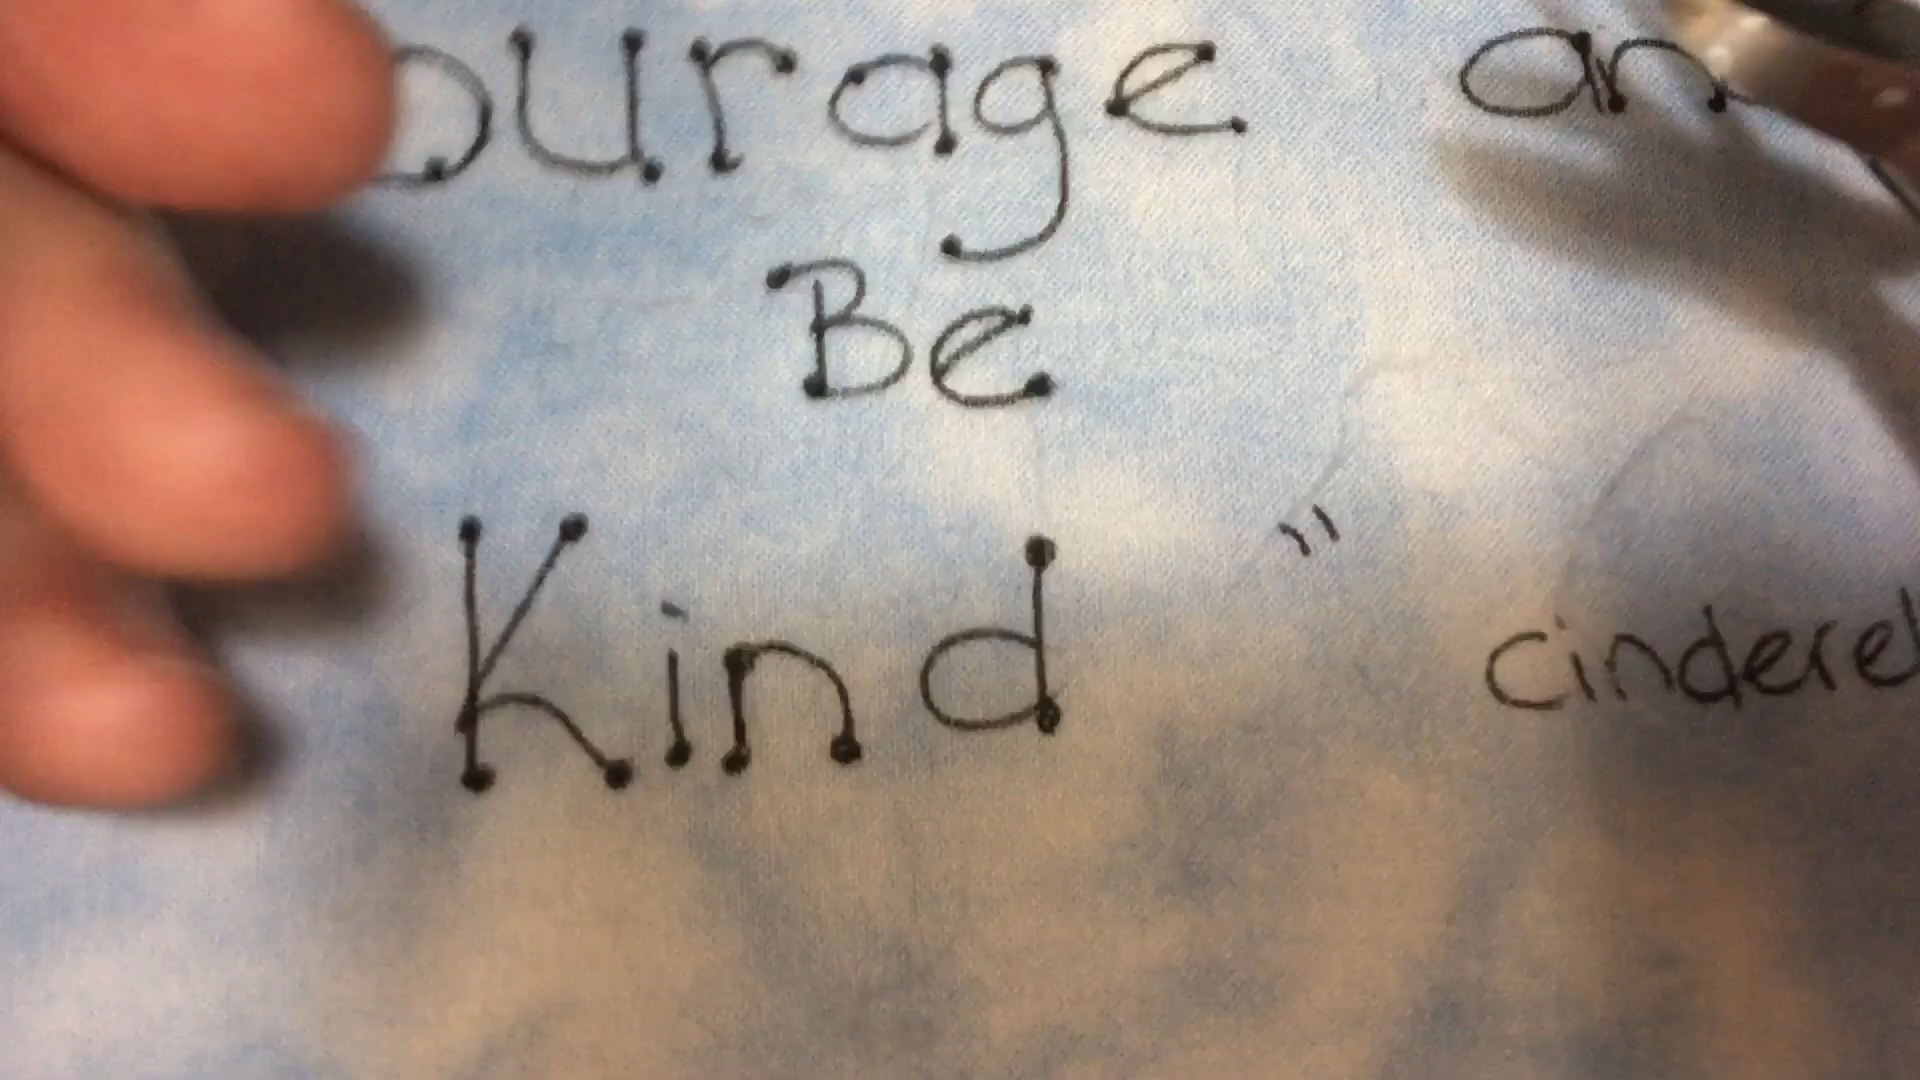 ourage an
Be
Kind "
cinderel